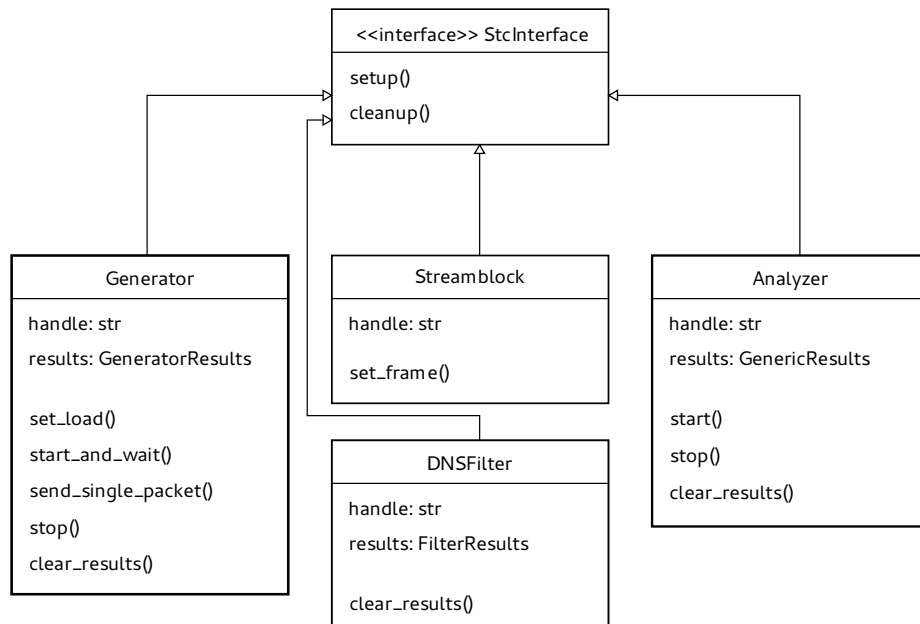 <<interface>> StcInterface
setup()
cleanup()
Generator
handle: str
results: GeneratorResults
set_load()
start_and_wait()
send_single_packet()
stop()
clear_results()
Streamblock
handle: str
set_frame()
Analyzer
handle: str
results: GenericResults
start()
stop()
clear_results()
DNSFilter
handle: str
results: FilterResults
clear_results()